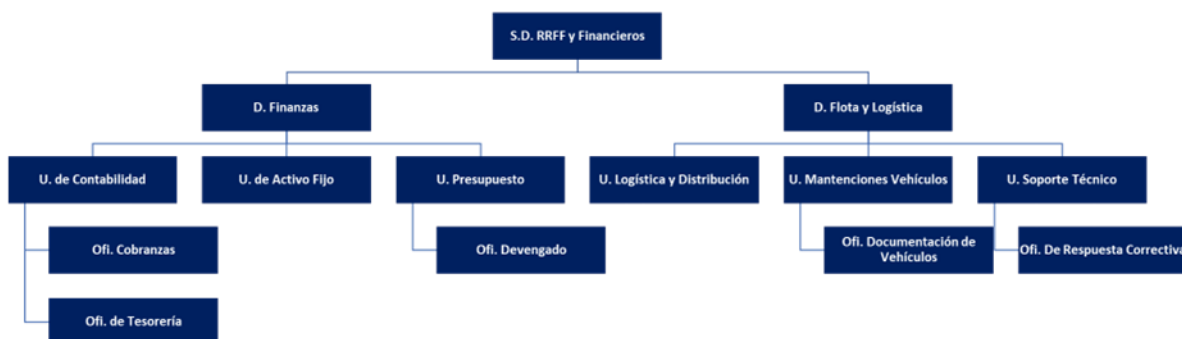 S.D. RRFF y Financieros
D. Finanzas
D. Flota y Logística
U. de Contabilidad
U. de Activo Fijo
U. Presupuesto
U. Logística y Distribución
U. Mantenciones Vehículos
U. Soporte Técnico
Ofi. Cobranzas
Ofi. Devengado
Ofi. Documentación de
Vehículos
Ofi. De Respuesta Correctiva
Ofi. de Tesorería